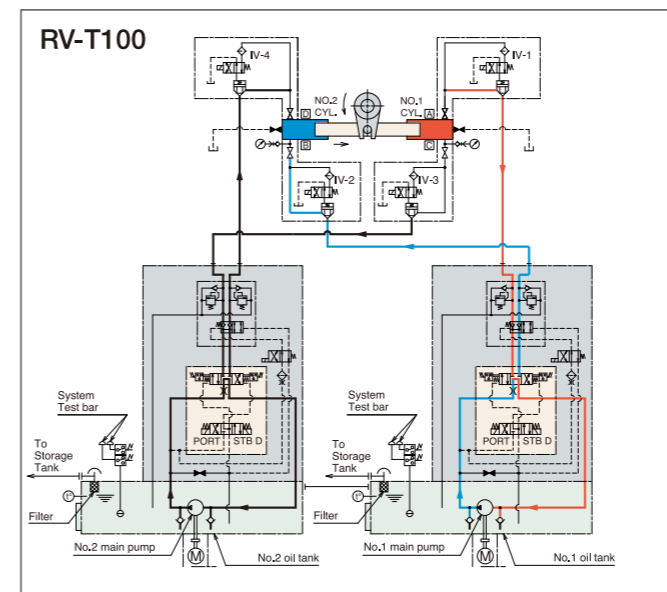 RV-T100
IV-4
IV-1
NO.2
CYL.
NO.1
CYL.
D
A
B
C
IV-2
IV-3
System
Test bar
To
Storage
Tank
PORT
STB D
t°
Filter
No.2 main pump
M
No.2 oil tank
System
Test bar
To
Storage
Tank
PORT
STB D
t°
Filter
No.1 main pump
M
No.1 oil tank